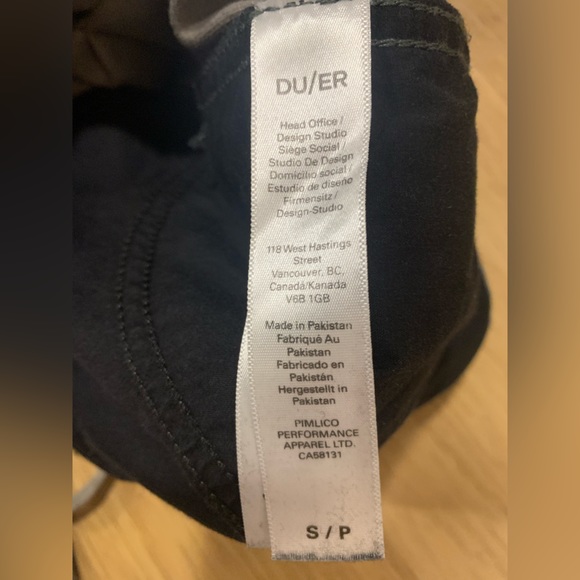 DU/ER
Head Office /
Design Studio
Siège Social /
Studio De Design
Domicilio social /
Estudio de diseño
Firmensitz /
Design-Studio
118 West Hastings
Street
Vancouver, BC,
Canada/Kanada
V6B 1GB
Made in Pakistan
Fabriqué Au
Pakistan
Fabricado en
Pakistán
Hergestellt in
Pakistan
PIMLICO
PERFORMANCE
APPAREL LTD.
CA58131
S / P